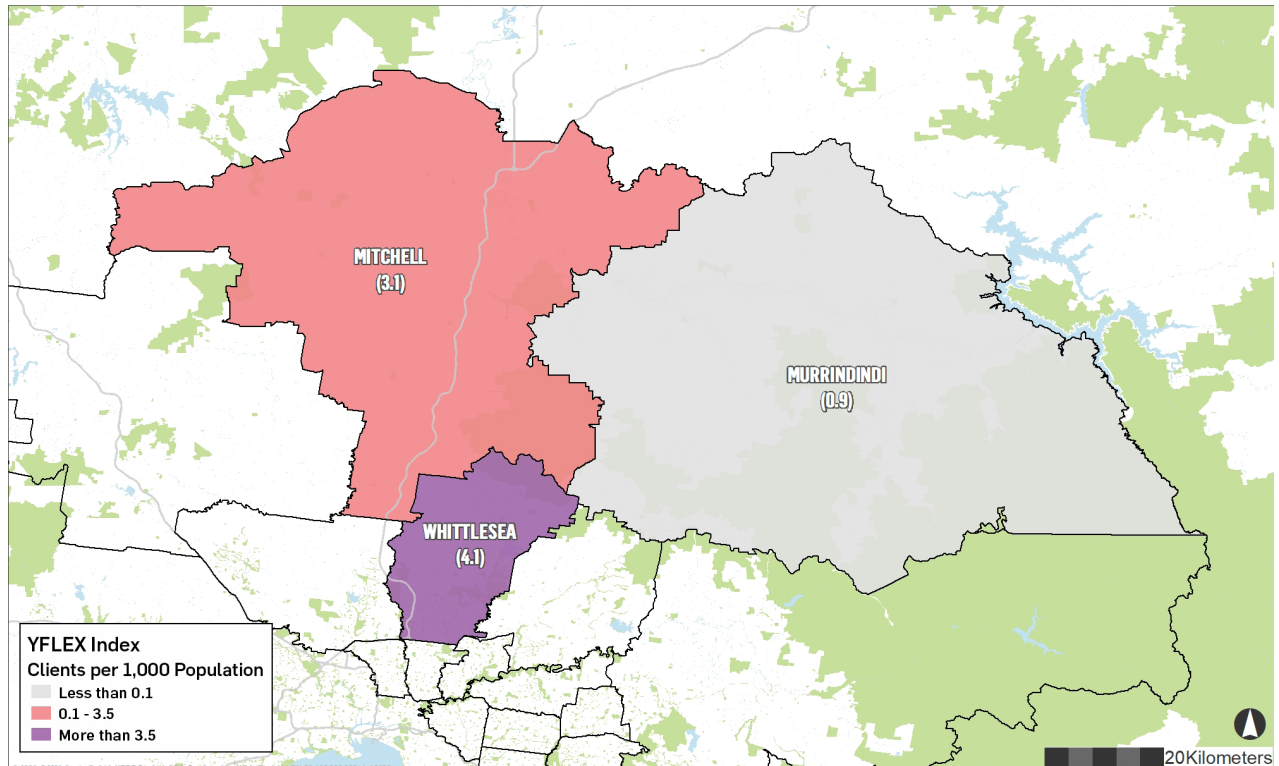 MITCHELL
(3.1)
MURRINDINDI
(0.9)
WHITTLESEA
(4.1)
YFLEX Index
Clients per 1,000 Population
Less than 0.1
0.1 - 3.5
More than 3.5
20Kilometers